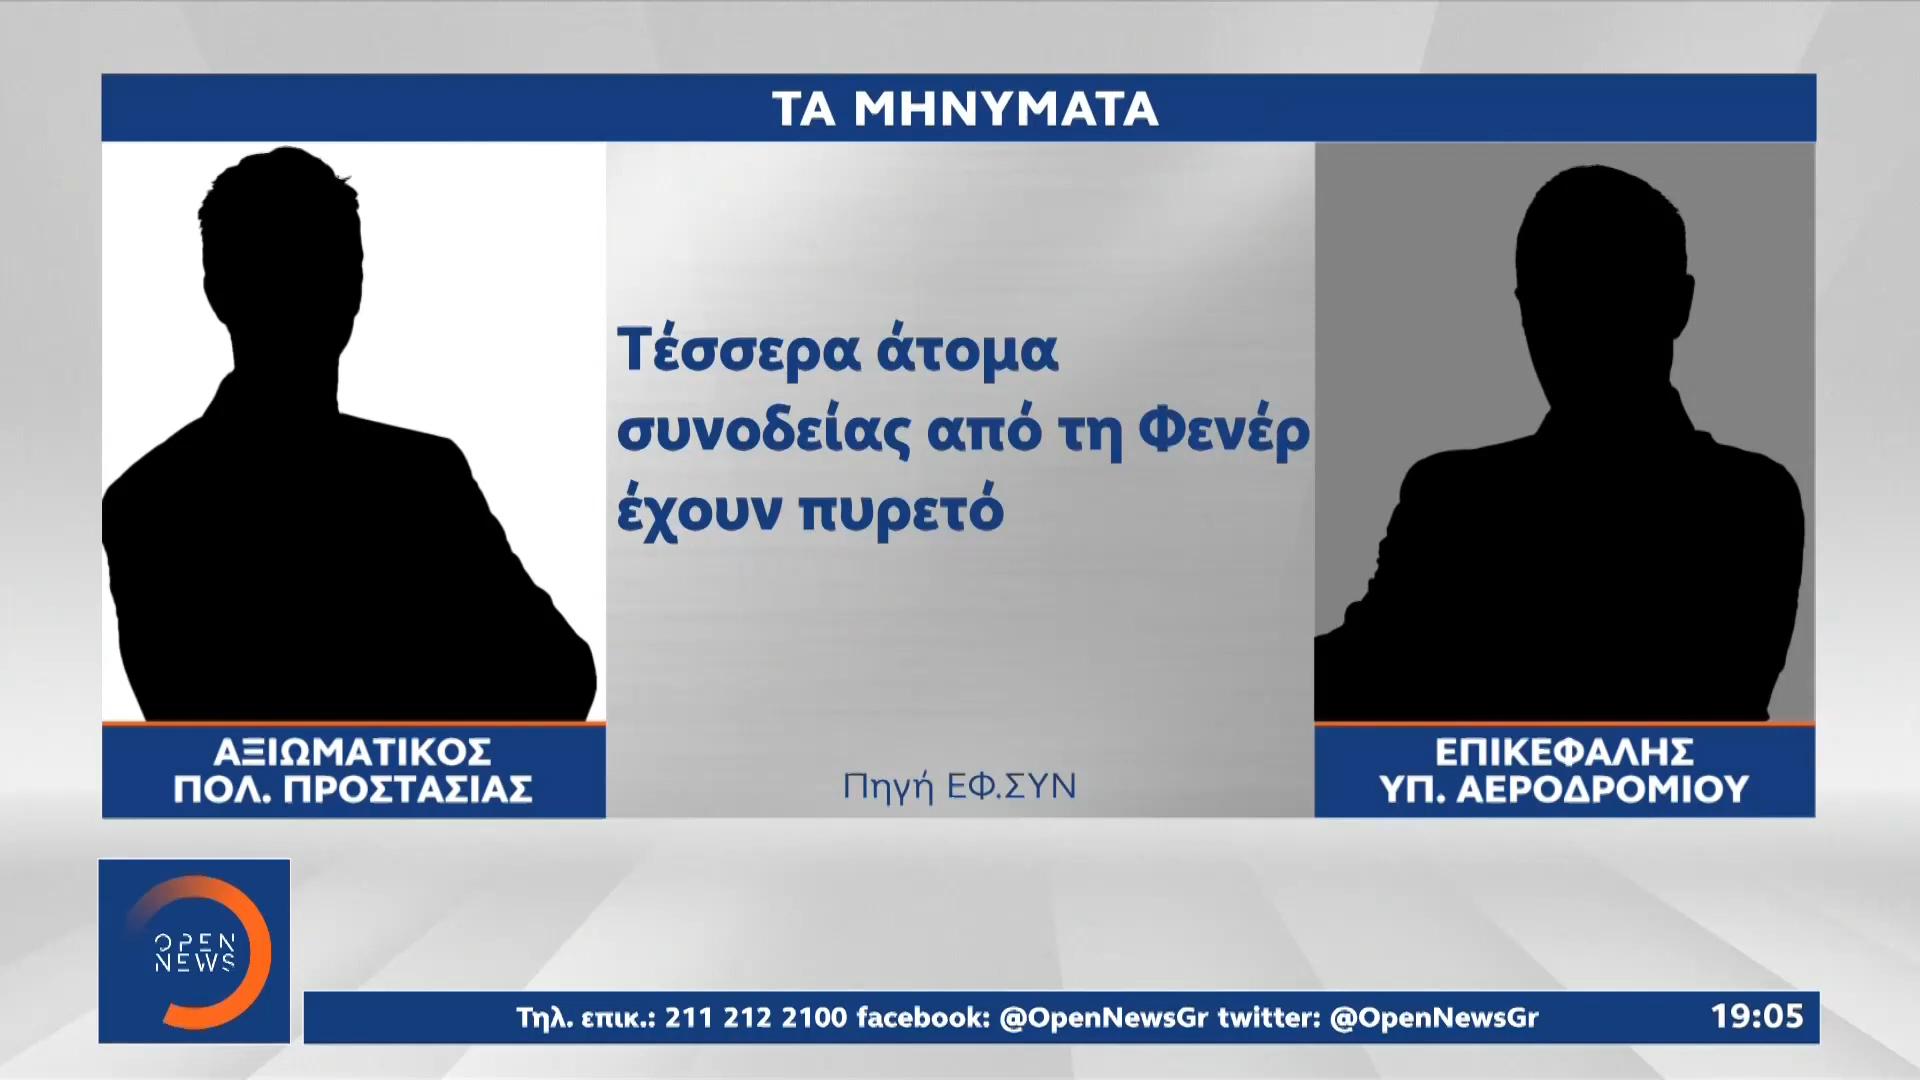 ΤΑ ΜΗΝΥΜΑΤΑ
Τέσσερα άτομα
συνοδείας από τη Φενέρ
έχουν πυρετό
Πηγή ΕΦ.ΣΥΝ
ΑΞΙΩΜΑΤΙΚΟΣ
ΠΟΛ. ΠΡΟΣΤΑΣΙΑΣ
ΕΠΙΚΕΦΑΛΗΣ
ΥΠ. ΑΕΡΟΔΡΟΜΙΟΥ
OPEN
NEWS
Τηλ. επικ.: 211 212 2100 facebook: @OpenNewsGr twitter: @OpenNewsGr
19:05